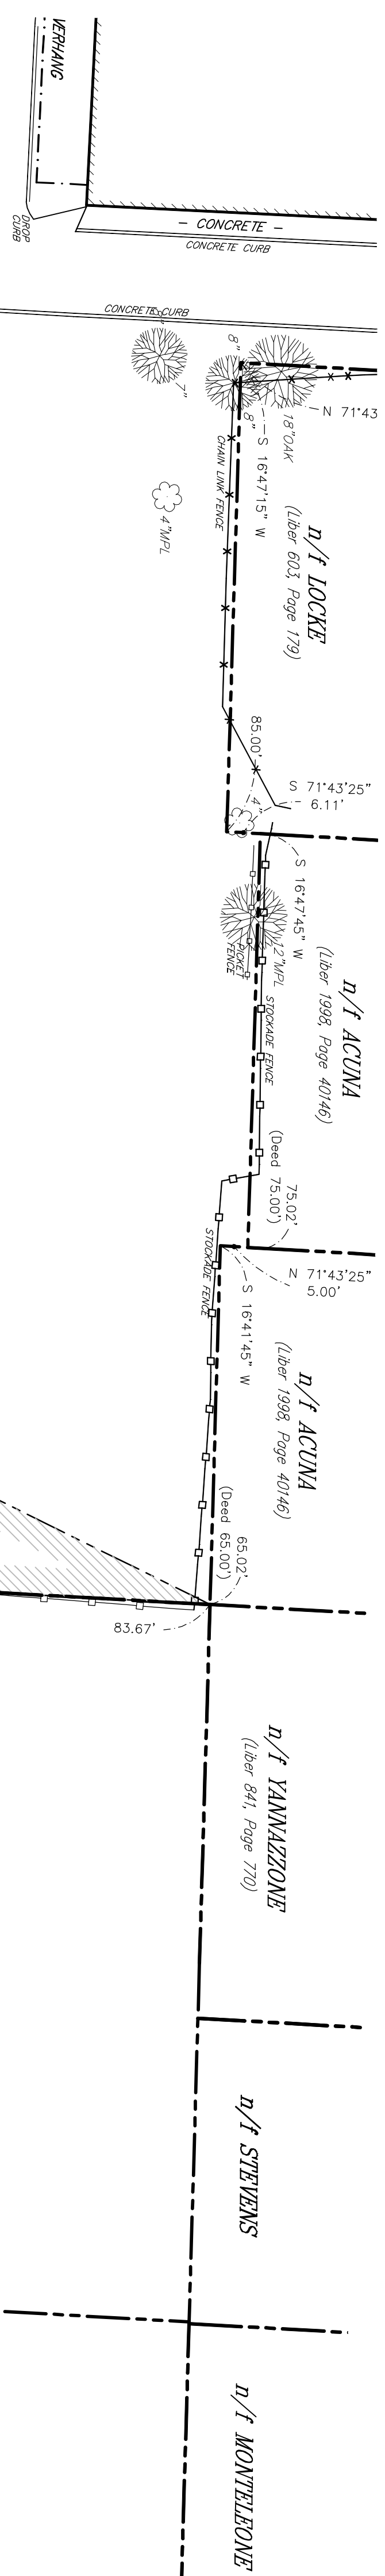 VERHANG
DROP
CURB
- CONCRETE -
CONCRETE CURB
CONCRETE CURB
8"
7"
8"
8"
18"OAK
N 71°43
S 16°47'15" W
CHAIN LINK FENCE
4"MPL
n/f LOCKE
(Liber 603, Page 179)
85.00'
S 71°43'25"
6.11'
4"
S 16°47'45" W
12"MPL
PICKET
FENCE
STOCKADE FENCE
n/f ACUNA
(Liber 1998, Page 40146)
75.02'
(Deed 75.00')
N 71°43'25"
5.00'
STOCKADE FENCE
S 16°41'45" W
n/f ACUNA
(Liber 1998, Page 40146)
65.02'
(Deed 65.00')
83.67'
n/f YANNAZZONE
(Liber 841, Page 770)
n/f STEVENS
n/f MONTELEONE